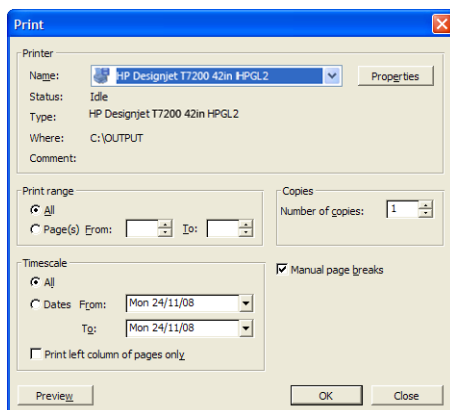 Print
Printer
Name: HP Designjet T7200 42in HPGL2 Properties
Status: Idle
Type: HP Designjet T7200 42in HPGL2
Where: C:\OUTPUT
Comment:
Print range
All
Page(s) From: To:
Copies
Number of copies: 1
Timescale
All
Dates From: Mon 24/11/08
To: Mon 24/11/08
Print left column of pages only
Manual page breaks
Preview OK Close